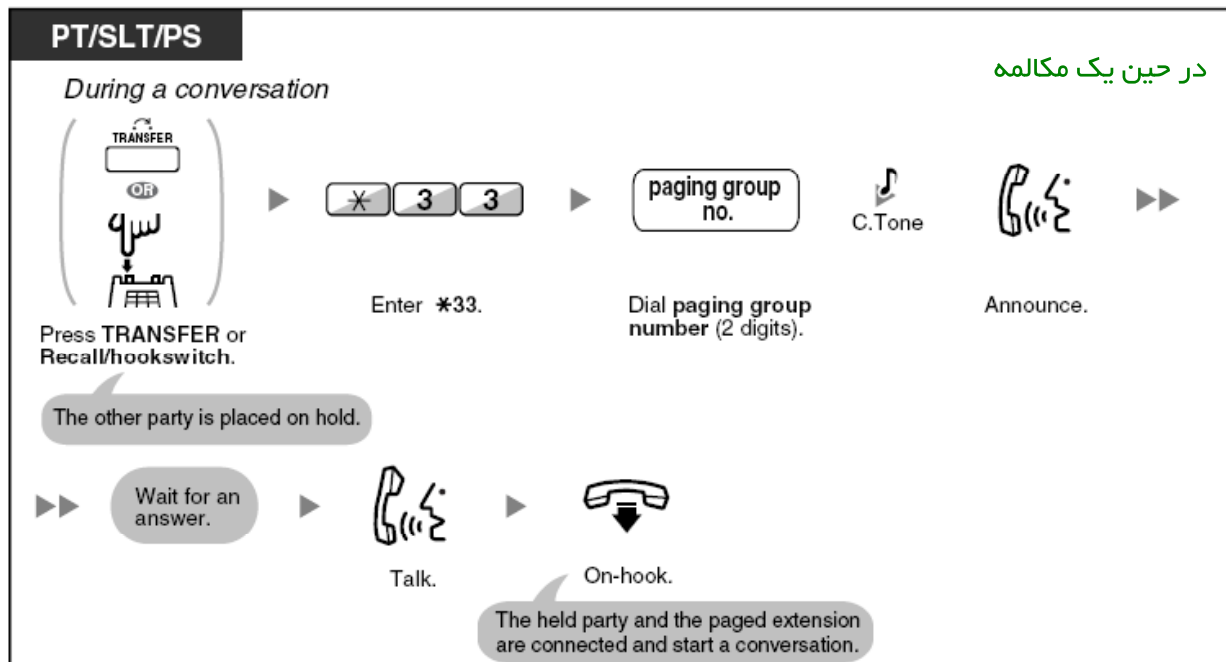 PT/SLT/PS
در حین یک مکالمه
During a conversation
TRANSFER
OR
* 3 3
paging group
no.
C.Tone
Press TRANSFER or
Recall/hookswitch.
Enter *33.
Dial paging group
number (2 digits).
Announce.
The other party is placed on hold.
Wait for an
answer.
Talk.
On-hook.
The held party and the paged extension
are connected and start a conversation.